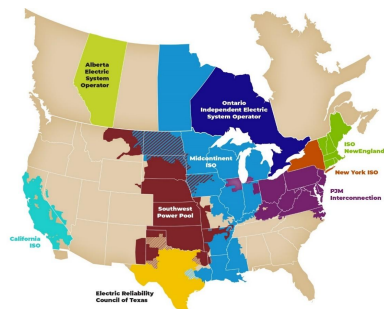 Alberta
Electric
System
Operator
Ontario
Independent Electric
System Operator
ISO
NewEngland
Midcontinent
ISO
New York ISO
PJM
Interconnection
Southwest
Power Pool
California
ISO
Electric Reliability
Council of Texas